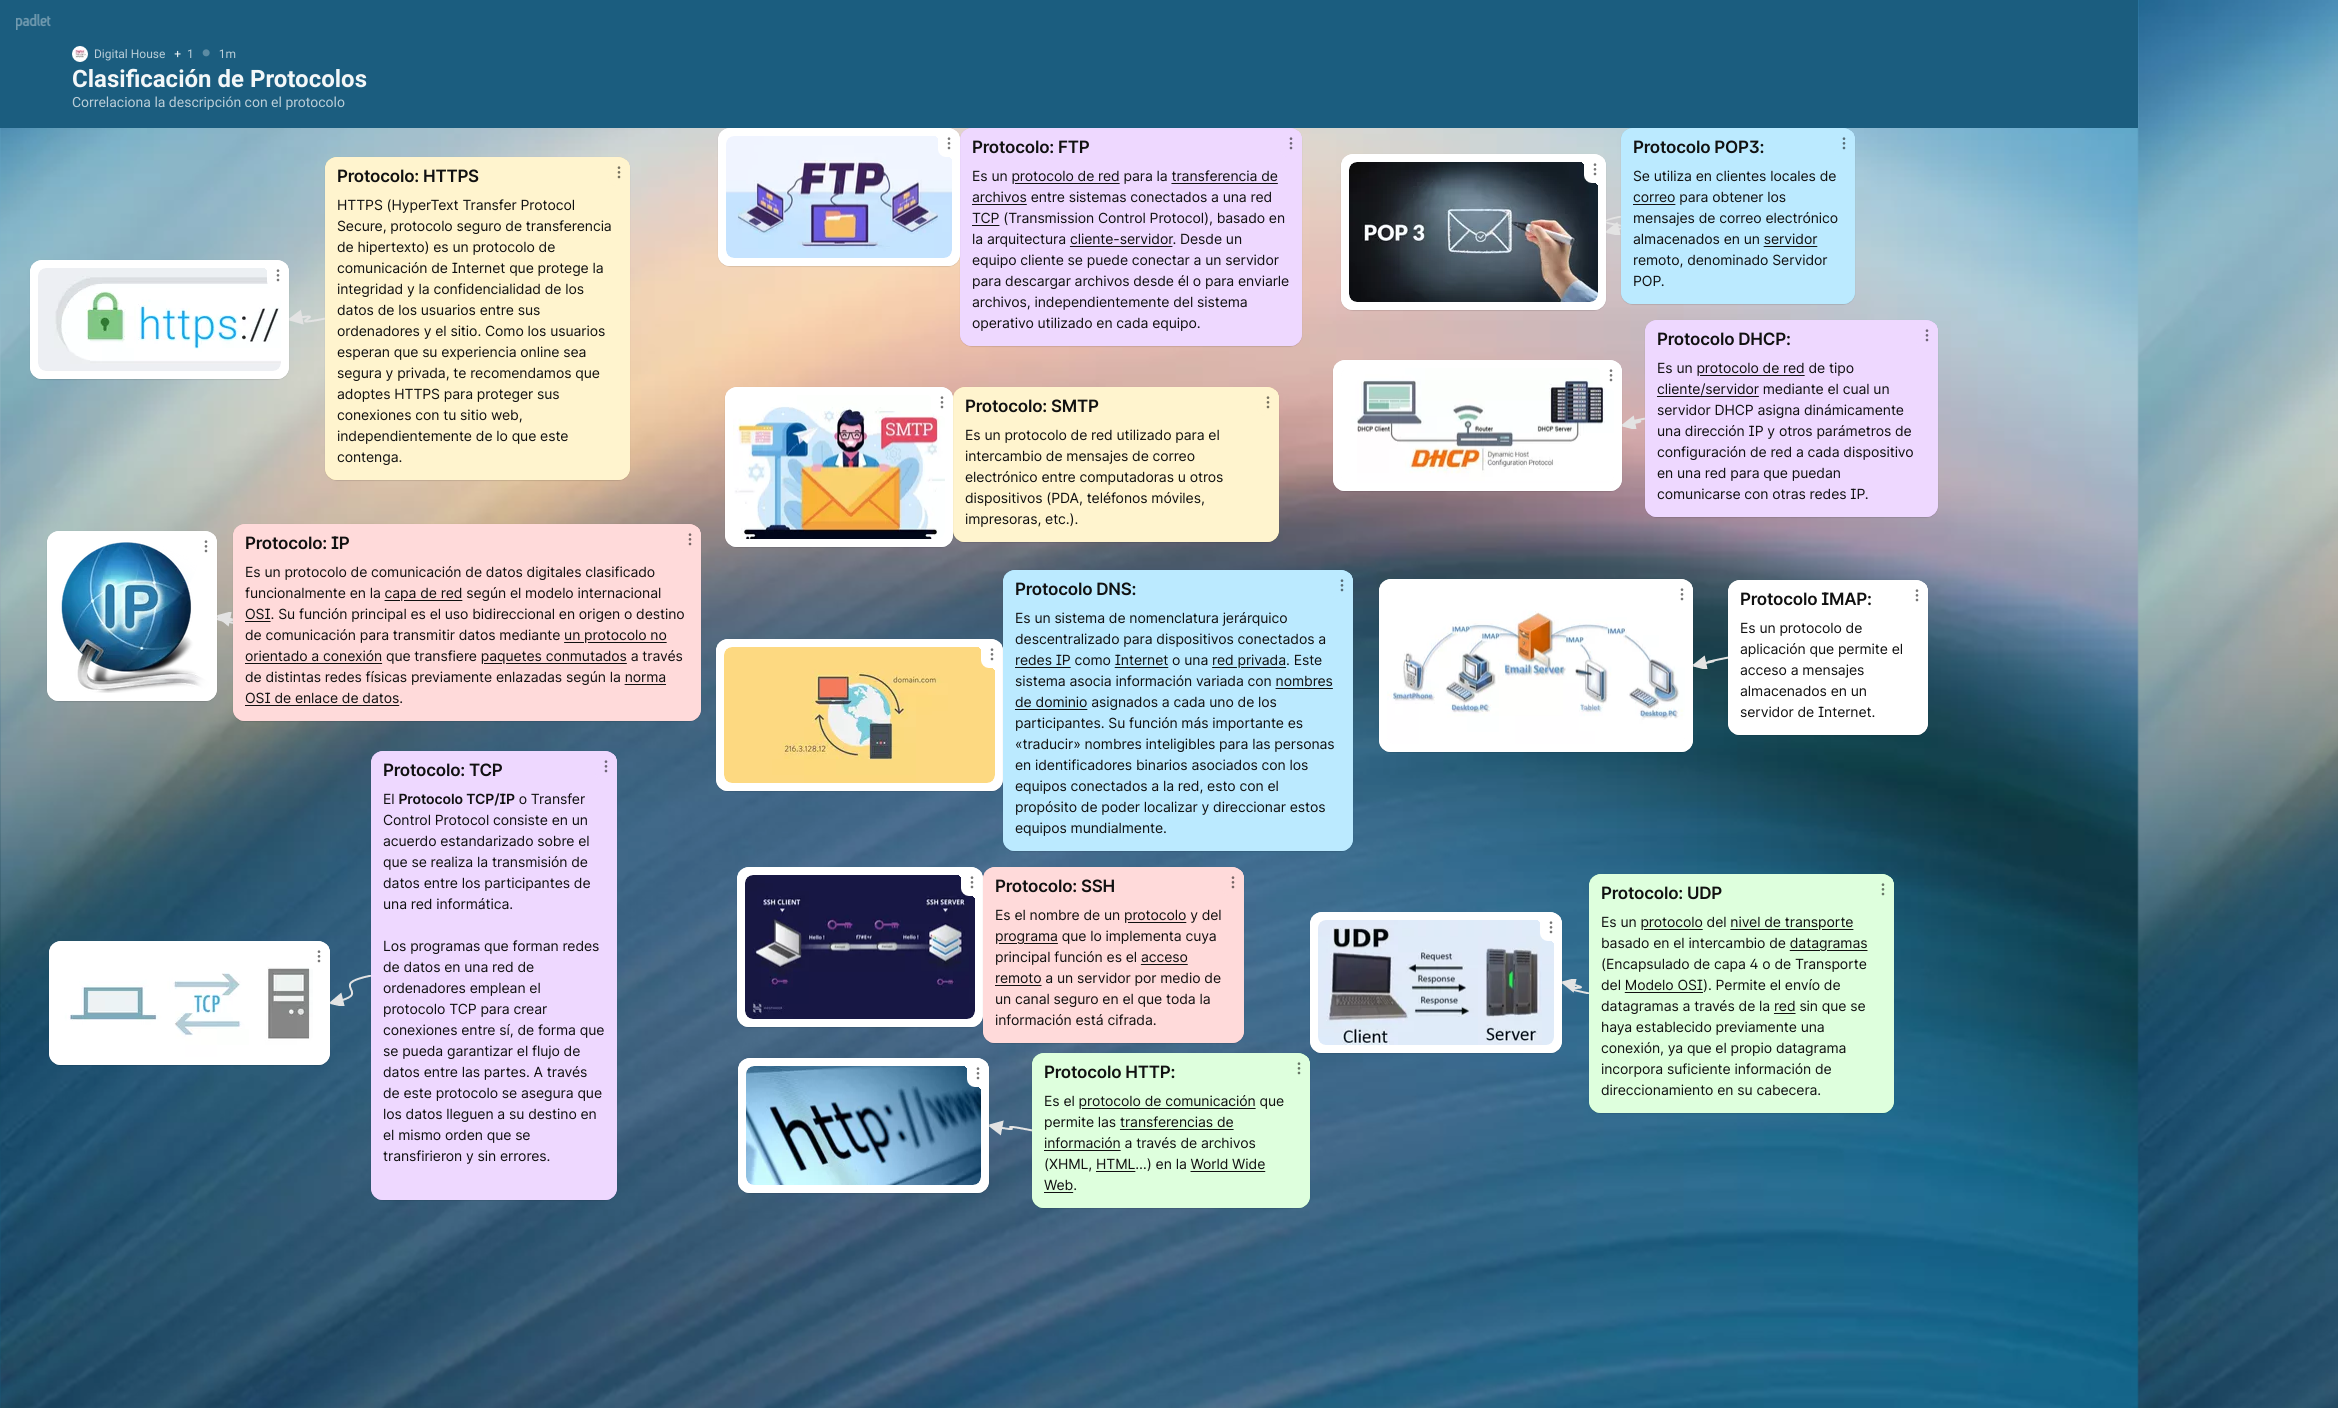 padlet
Digital House + 1 1m
Clasificación de Protocolos
Correlaciona la descripción con el protocolo
https://
Protocolo: HTTPS
HTTPS (HyperText Transfer Protocol
Secure, protocolo seguro de transferencia
de hipertexto) es un protocolo de
comunicación de Internet que protege la
integridad y la confidencialidad de los
datos de los usuarios entre sus
ordenadores y el sitio. Como los usuarios
esperan que su experiencia online sea
segura y privada, te recomendamos que
adoptes HTTPS para proteger sus
conexiones con tu sitio web,
independientemente de lo que este
contenga.
IP
Protocolo: IP
Es un protocolo de comunicación de datos digitales clasificado
funcionalmente en la capa de red según el modelo internacional
OSI. Su función principal es el uso bidireccional en origen o destino
de comunicación para transmitir datos mediante un protocolo no
orientado a conexión que transfiere paquetes conmutados a través
de distintas redes físicas previamente enlazadas según la norma
OSI de enlace de datos.
TCP
Protocolo: TCP
El Protocolo TCP/IP o Transfer
Control Protocol consiste en un
acuerdo estandarizado sobre el
que se realiza la transmisión de
datos entre los participantes de
una red informática.
Los programas que forman redes
de datos en una red de
ordenadores emplean el
protocolo TCP para crear
conexiones entre sí, de forma que
se pueda garantizar el flujo de
datos entre las partes. A través
de este protocolo se asegura que
los datos lleguen a su destino en
el mismo orden que se
transfirieron y sin errores.
FTP
Protocolo: FTP
Es un protocolo de red para la transferencia de
archivos entre sistemas conectados a una red
TCP (Transmission Control Protocol), basado en
la arquitectura cliente-servidor. Desde un
equipo cliente se puede conectar a un servidor
para descargar archivos desde él o para enviarle
archivos, independientemente del sistema
operativo utilizado en cada equipo.
SMTP
Protocolo: SMTP
Es un protocolo de red utilizado para el
intercambio de mensajes de correo
electrónico entre computadoras u otros
dispositivos (PDA, teléfonos móviles,
impresoras, etc.).
domain.com
216.3.128.12
Protocolo DNS:
Es un sistema de nomenclatura jerárquico
descentralizado para dispositivos conectados a
redes IP como Internet o una red privada. Este
sistema asocia información variada con nombres
de dominio asignados a cada uno de los
participantes. Su función más importante es
«traducir» nombres inteligibles para las personas
en identificadores binarios asociados con los
equipos conectados a la red, esto con el
propósito de poder localizar y direccionar estos
equipos mundialmente.
SSH CLIENT
SSH SERVER
Hello !
Hello !
Protocolo: SSH
Es el nombre de un protocolo y del
programa que lo implementa cuya
principal función es el acceso
remoto a un servidor por medio de
un canal seguro en el que toda la
información está cifrada.
http://www
Protocolo HTTP:
Es el protocolo de comunicación que
permite las transferencias de
información a través de archivos
(XHML, HTML...) en la World Wide
Web.
POP 3
Protocolo POP3:
Se utiliza en clientes locales de
correo para obtener los
mensajes de correo electrónico
almacenados en un servidor
remoto, denominado Servidor
POP.
DHCP Client
Router
DHCP Server
DHCP Dynamic Host
Configuration Protocol
Protocolo DHCP:
Es un protocolo de red de tipo
cliente/servidor mediante el cual un
servidor DHCP asigna dinámicamente
una dirección IP y otros parámetros de
configuración de red a cada dispositivo
en una red para que puedan
comunicarse con otras redes IP.
IMAP
IMAP
IMAP
IMAP
Email Server
SmartPhone
Desktop PC
Tablet
Desktop PC
Protocolo IMAP:
Es un protocolo de
aplicación que permite el
acceso a mensajes
almacenados en un
servidor de Internet.
UDP
Request
Response
Response
Client
Server
Protocolo: UDP
Es un protocolo del nivel de transporte
basado en el intercambio de datagramas
(Encapsulado de capa 4 o de Transporte
del Modelo OSI). Permite el envío de
datagramas a través de la red sin que se
haya establecido previamente una
conexión, ya que el propio datagrama
incorpora suficiente información de
direccionamiento en su cabecera.